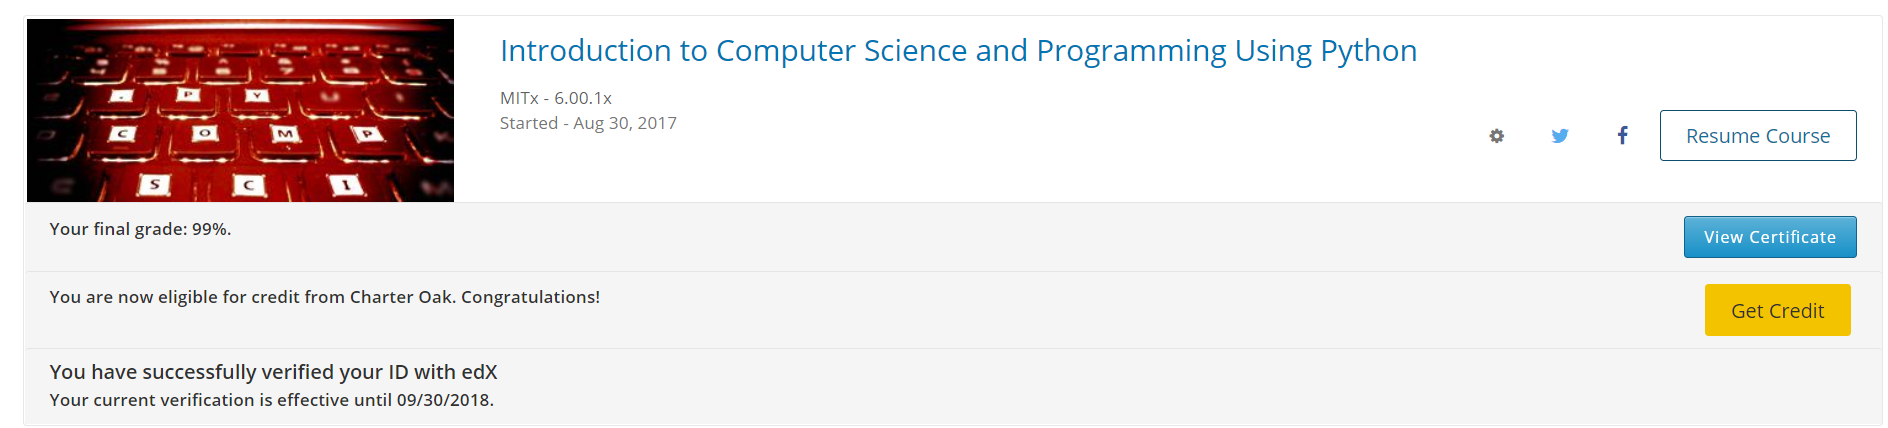 P Y
C O M P
S C I
Introduction to Computer Science and Programming Using Python
MITx - 6.00.1x
Started - Aug 30, 2017
Resume Course
Your final grade: 99%.
View Certificate
You are now eligible for credit from Charter Oak. Congratulations!
Get Credit
You have successfully verified your ID with edX
Your current verification is effective until 09/30/2018.